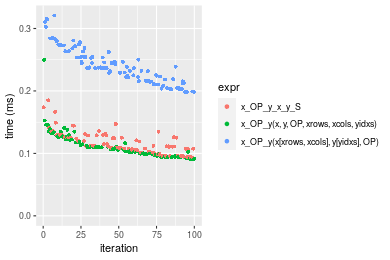 0.3
0.2
0.1
0.0
time (ms)
0
25
50
75
100
iteration
expr
x_OP_y_x_y_S
x_OP_y(x, y, OP, xrows, xcols, yidxs)
x_OP_y(x[xrows, xcols], y[yidxs], OP)